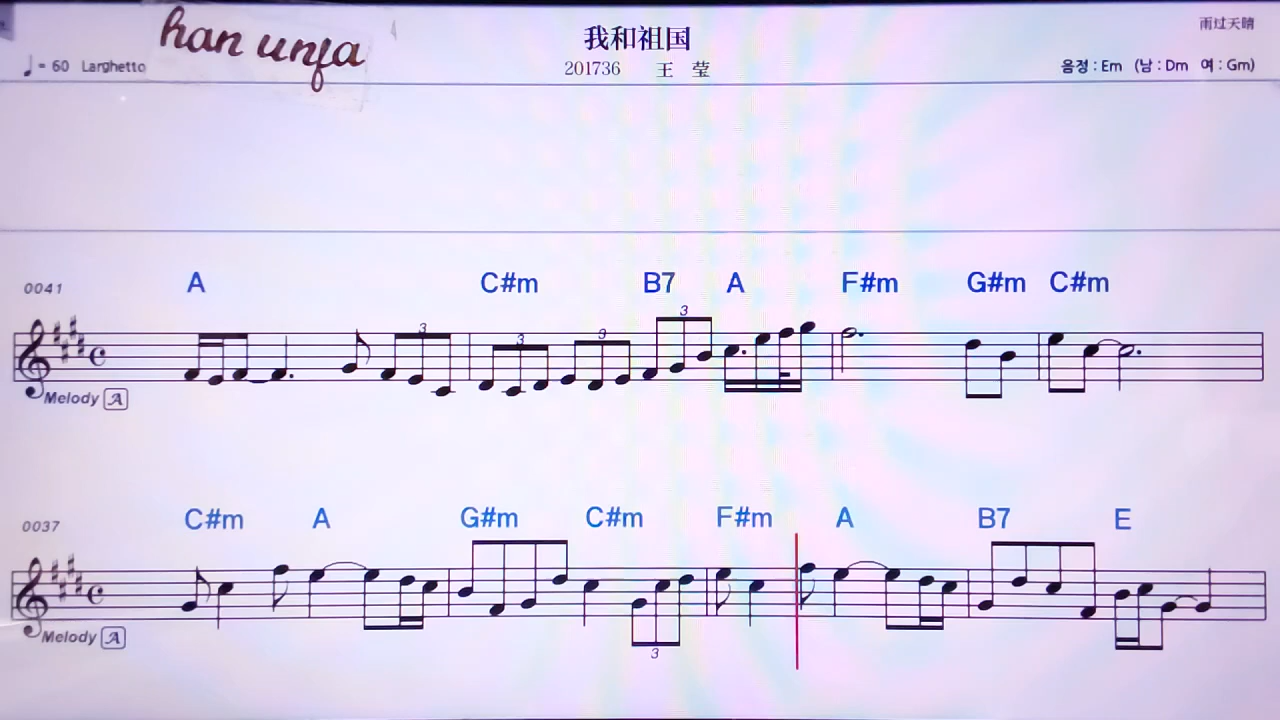 han unfa
我和祖国
雨过天晴
♩= 60 Larghetto
201736 王 莹
음정 : Em (남 : Dm 여 : Gm)
0041
A C#m B7 A F#m G#m C#m
3 3 3 3
Melody A
0037
C#m A G#m C#m F#m A B7 E
Melody A
3